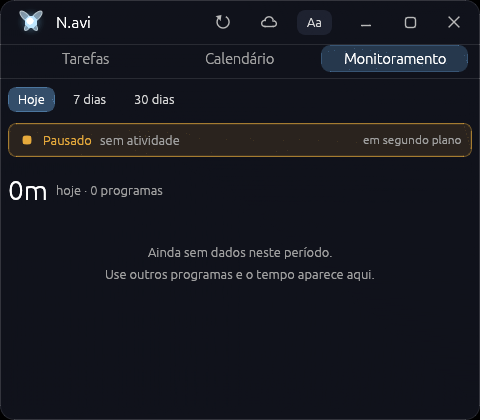 N.avi
Aa
Tarefas
Calendário
Monitoramento
Hoje
7 dias
30 dias
Pausado sem atividade
em segundo plano
0m hoje · 0 programas
Ainda sem dados neste período.
Use outros programas e o tempo aparece aqui.